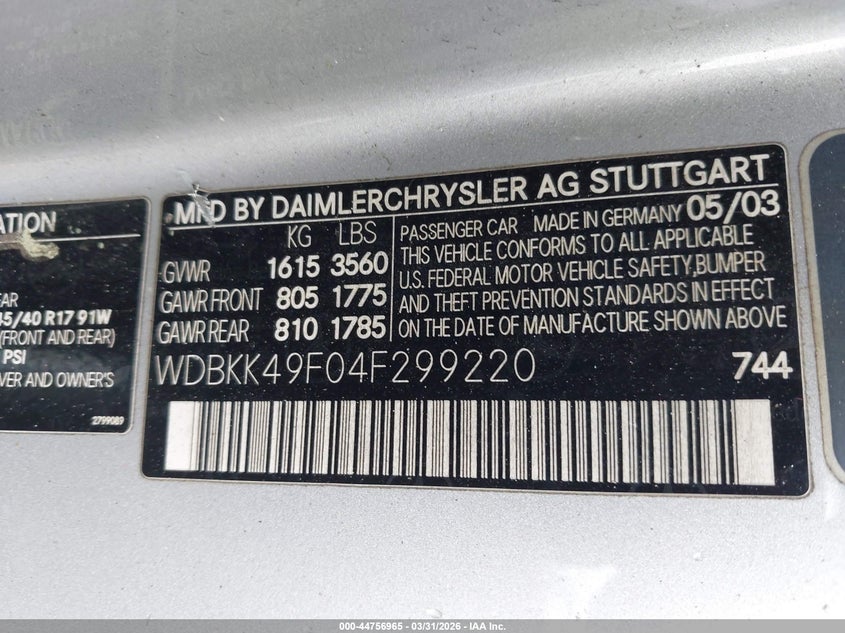 ATION
EAR
45/40 R17 91W
(FRONT AND REAR)
PSI
VER AND OWNER'S
2799089
MFD BY DAIMLERCHRYSLER AG STUTTGART
KG LBS
GVWR 1615 3560
GAWR FRONT 805 1775
GAWR REAR 810 1785
PASSENGER CAR MADE IN GERMANY 05/03
THIS VEHICLE CONFORMS TO ALL APPLICABLE
U.S. FEDERAL MOTOR VEHICLE SAFETY,BUMPER
AND THEFT PREVENTION STANDARDS IN EFFECT
ON THE DATE OF MANUFACTURE SHOWN ABOVE
WDBKK49F04F299220 744
000-44756965 | 03/31/2026 - IAA Inc.